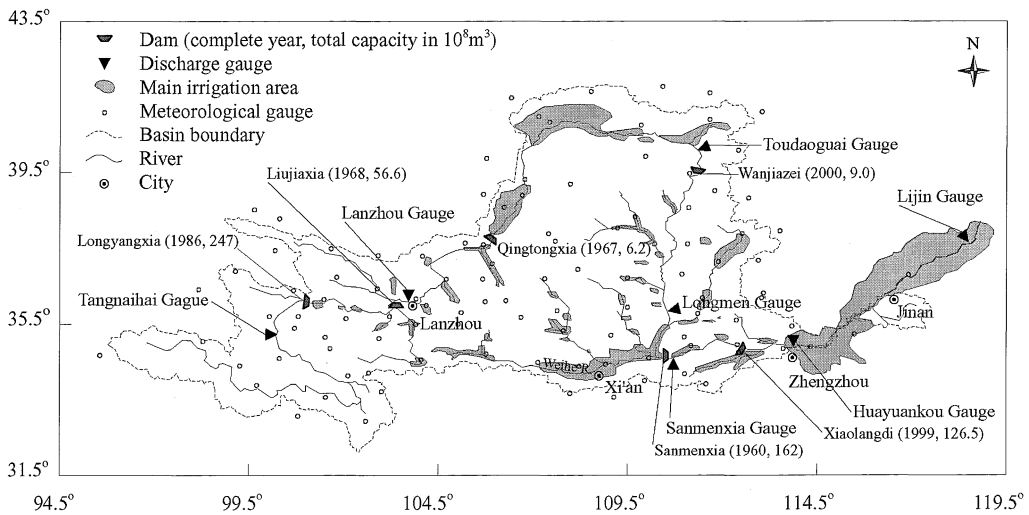 43.5°
Dam (complete year, total capacity in 10⁸m³)
N
Discharge gauge
Main irrigation area
Meteorological gauge
Basin boundary
River
City
Toudaoguai Gauge
39.5°
Liujiaxia (1968, 56.6)
Wanjiazei (2000, 9.0)
Lijin Gauge
Lanzhou Gauge
Longyangxia (1986, 247)
Qingtongxia (1967, 6.2)
Tangnaihai Gague
Longmen Gauge
35.5°
Lanzhou
Jinan
Weihe R.
Xi'an
Zhengzhou
Huayuankou Gauge
Sanmenxia Gauge
Xiaolangdi (1999, 126.5)
Sanmenxia (1960, 162)
31.5°
94.5°
99.5°
104.5°
109.5°
114.5°
119.5°